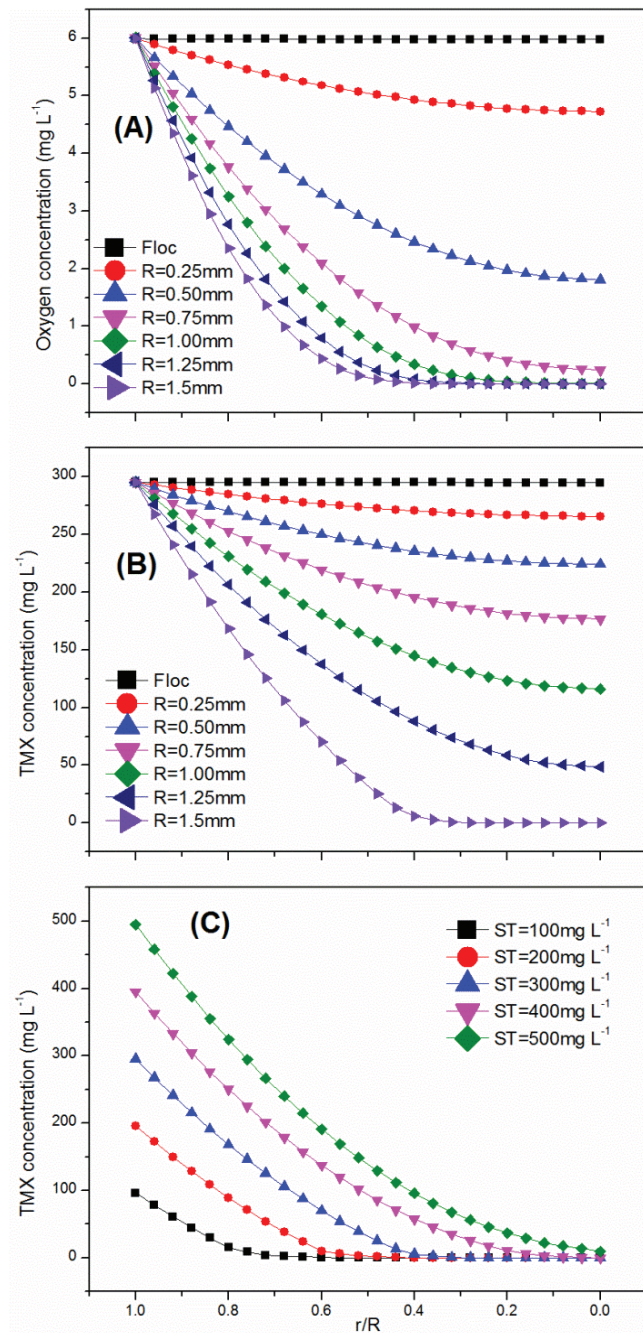 6
5
4
3
2
1
0
Oxygen concentration (mg L⁻¹)
(A)
Floc
R=0.25mm
R=0.50mm
R=0.75mm
R=1.00mm
R=1.25mm
R=1.5mm
300
250
200
150
100
50
0
TMX concentration (mg L⁻¹)
(B)
Floc
R=0.25mm
R=0.50mm
R=0.75mm
R=1.00mm
R=1.25mm
R=1.5mm
500
400
300
200
100
0
TMX concentration (mg L⁻¹)
(C)
ST=100mg L⁻¹
ST=200mg L⁻¹
ST=300mg L⁻¹
ST=400mg L⁻¹
ST=500mg L⁻¹
1.0 0.8 0.6 0.4 0.2 0.0
r/R